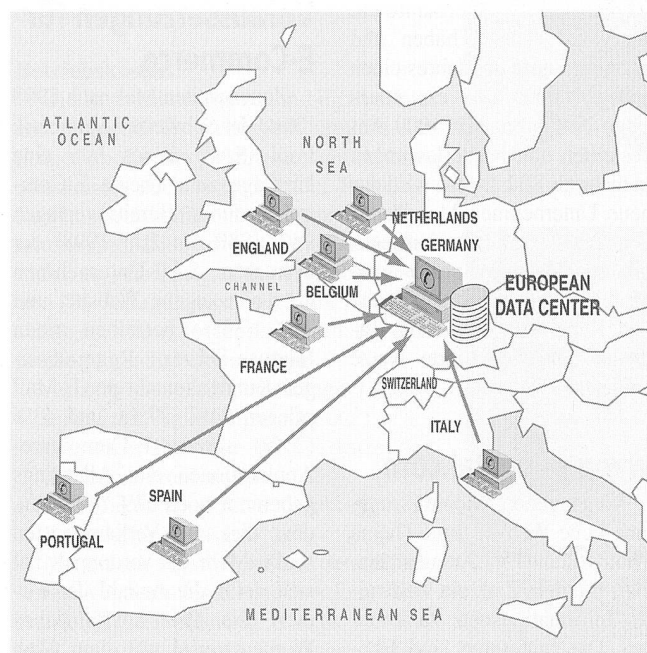 ATLANTIC
OCEAN
NORTH
SEA
NETHERLANDS
ENGLAND
GERMANY
EUROPEAN
DATA CENTER
CHANNEL
BELGIUM
FRANCE
SWITZERLAND
ITALY
SPAIN
PORTUGAL
MEDITERRANEAN SEA